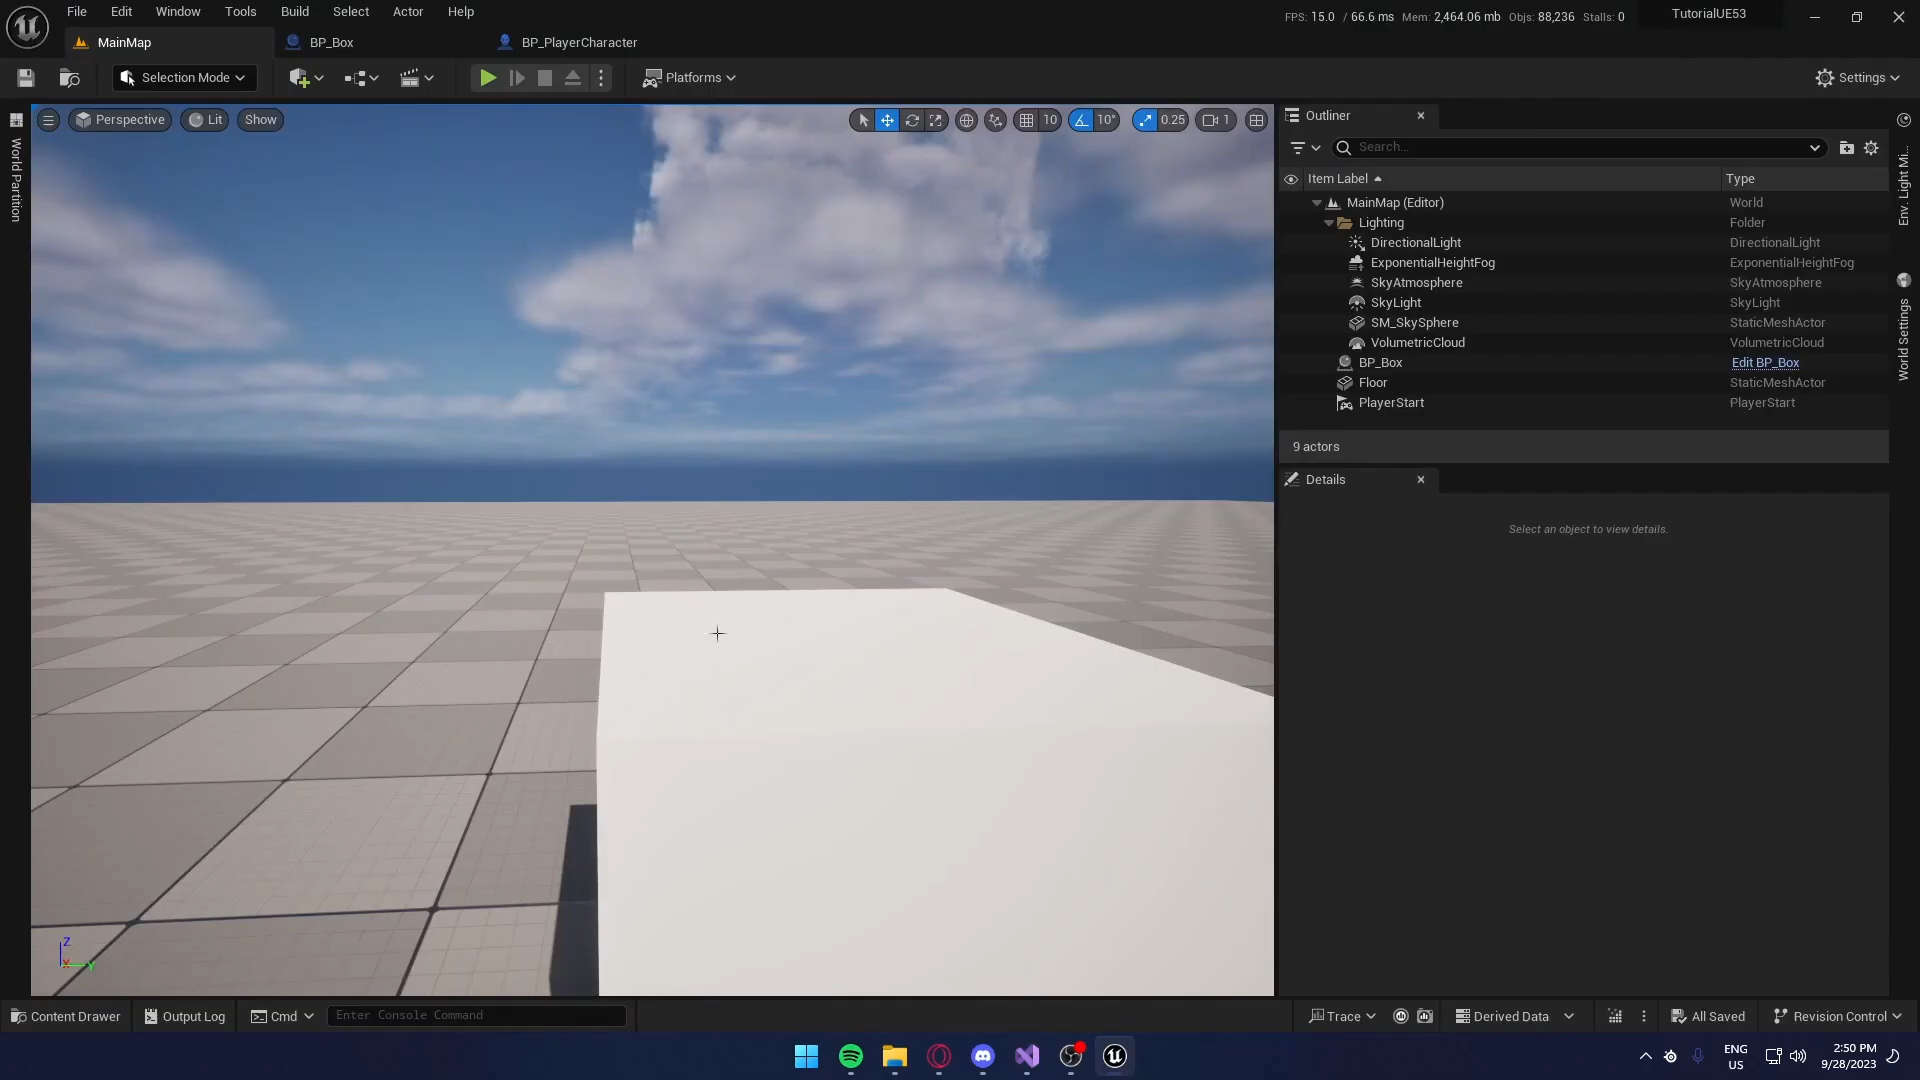 File Edit Window Tools Build Select Actor Help
FPS: 15.0 / 66.6 ms Mem: 2,464.06 mb Objs: 88,236 Stalls: 0
TutorialUE53
MainMap
BP_Box
BP_PlayerCharacter
Selection Mode
Platforms
Settings
Perspective Lit Show
10 10° 0.25 1
World Partition
Outliner
Search...
Item Label Type
MainMap (Editor) World
Lighting Folder
DirectionalLight DirectionalLight
ExponentialHeightFog ExponentialHeightFog
SkyAtmosphere SkyAtmosphere
SkyLight SkyLight
SM_SkySphere StaticMeshActor
VolumetricCloud VolumetricCloud
BP_Box Edit BP_Box
Floor StaticMeshActor
PlayerStart PlayerStart
9 actors
Details
Select an object to view details.
Env. Light Mi...
World Settings
Z
X
Y
Content Drawer Output Log Cmd Enter Console Command
Trace Derived Data All Saved Revision Control
ENG
US
2:50 PM
9/28/2023